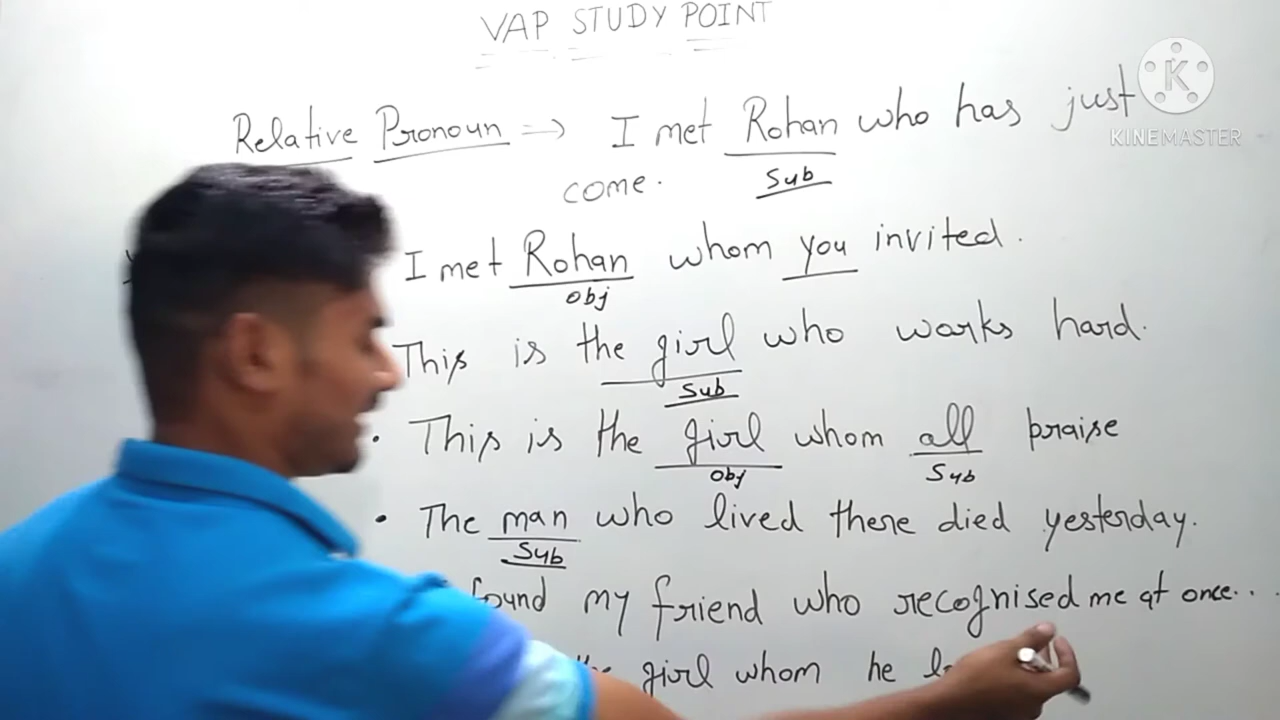 VAP STUDY POINT
KINEMASTER
Relative Pronoun => I met Rohan who has just
come. Sub
I met Rohan whom you invited.
obj
This is the girl who works hard.
Sub
• This is the girl whom all praise
obj Sub
• The man who lived there died yesterday.
Sub
found my friend who recognised me at once...
girl whom he